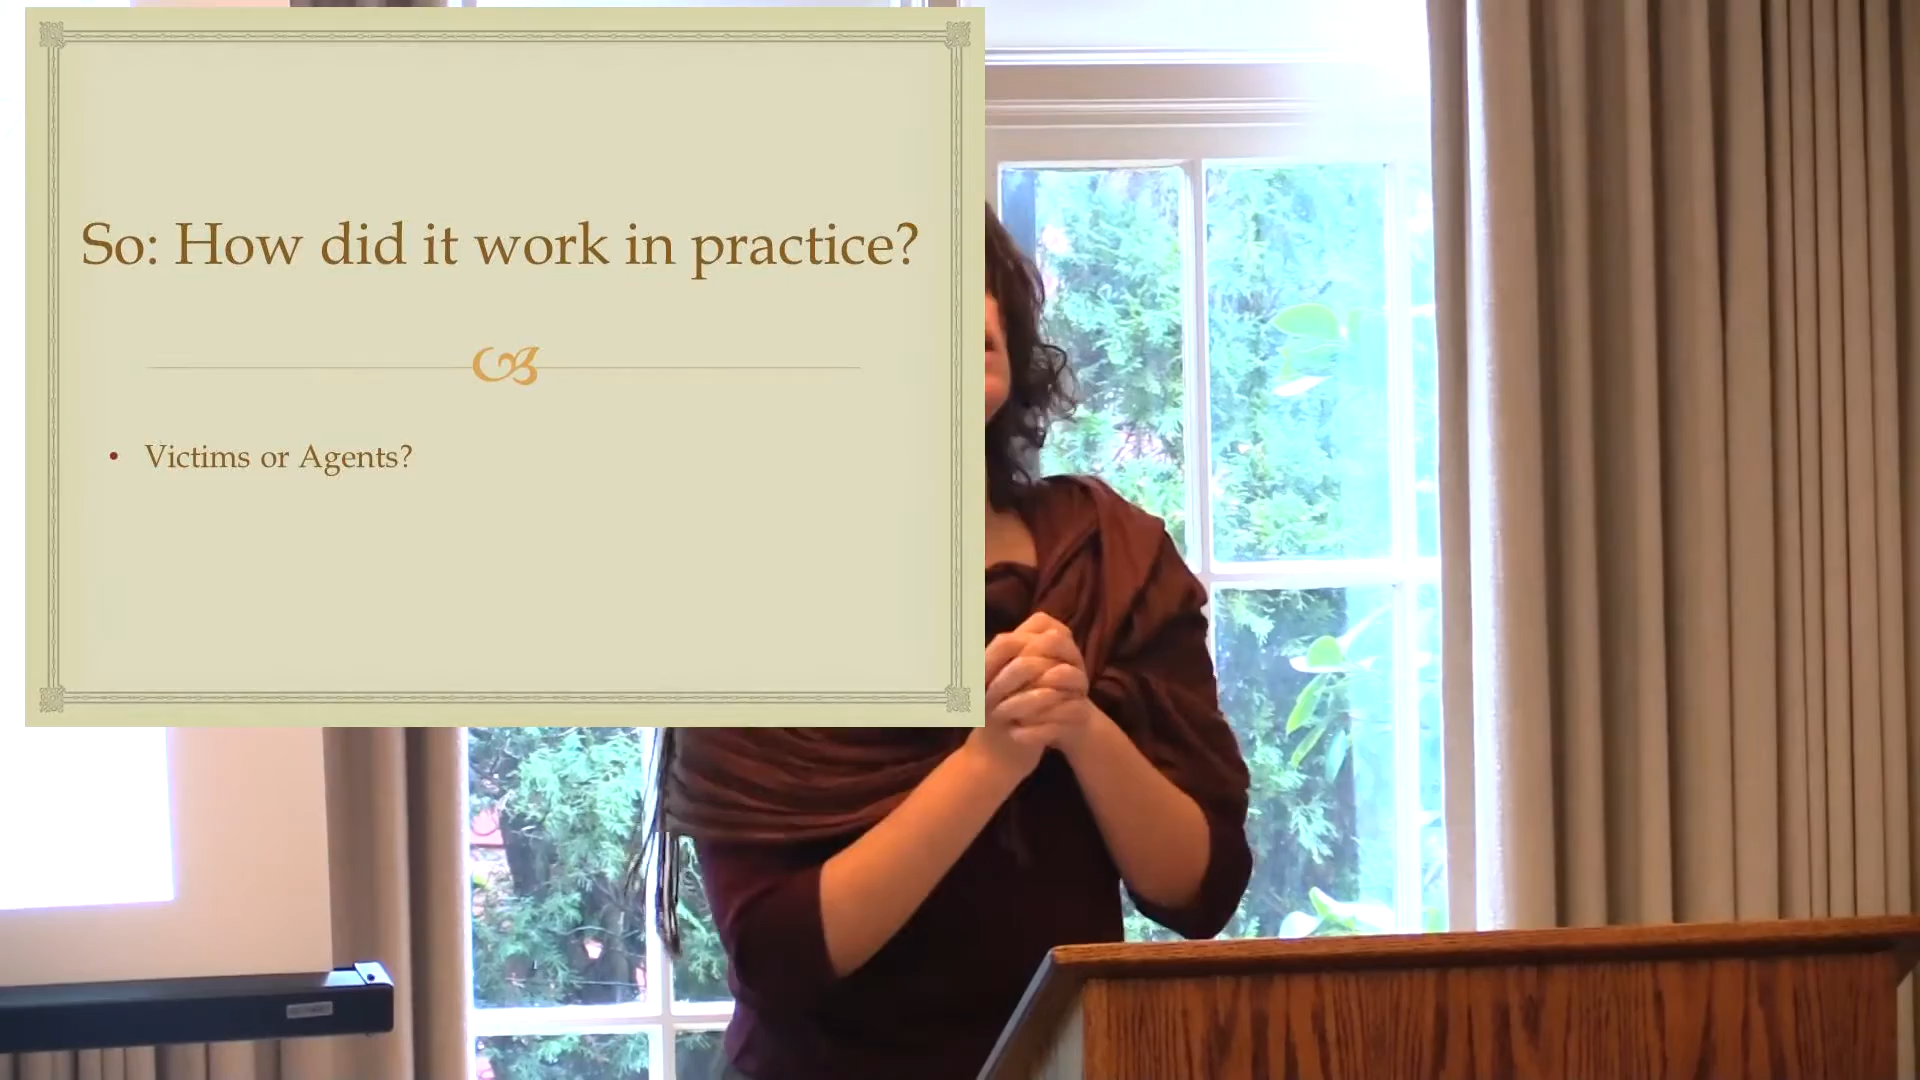 So: How did it work in practice?
• Victims or Agents?